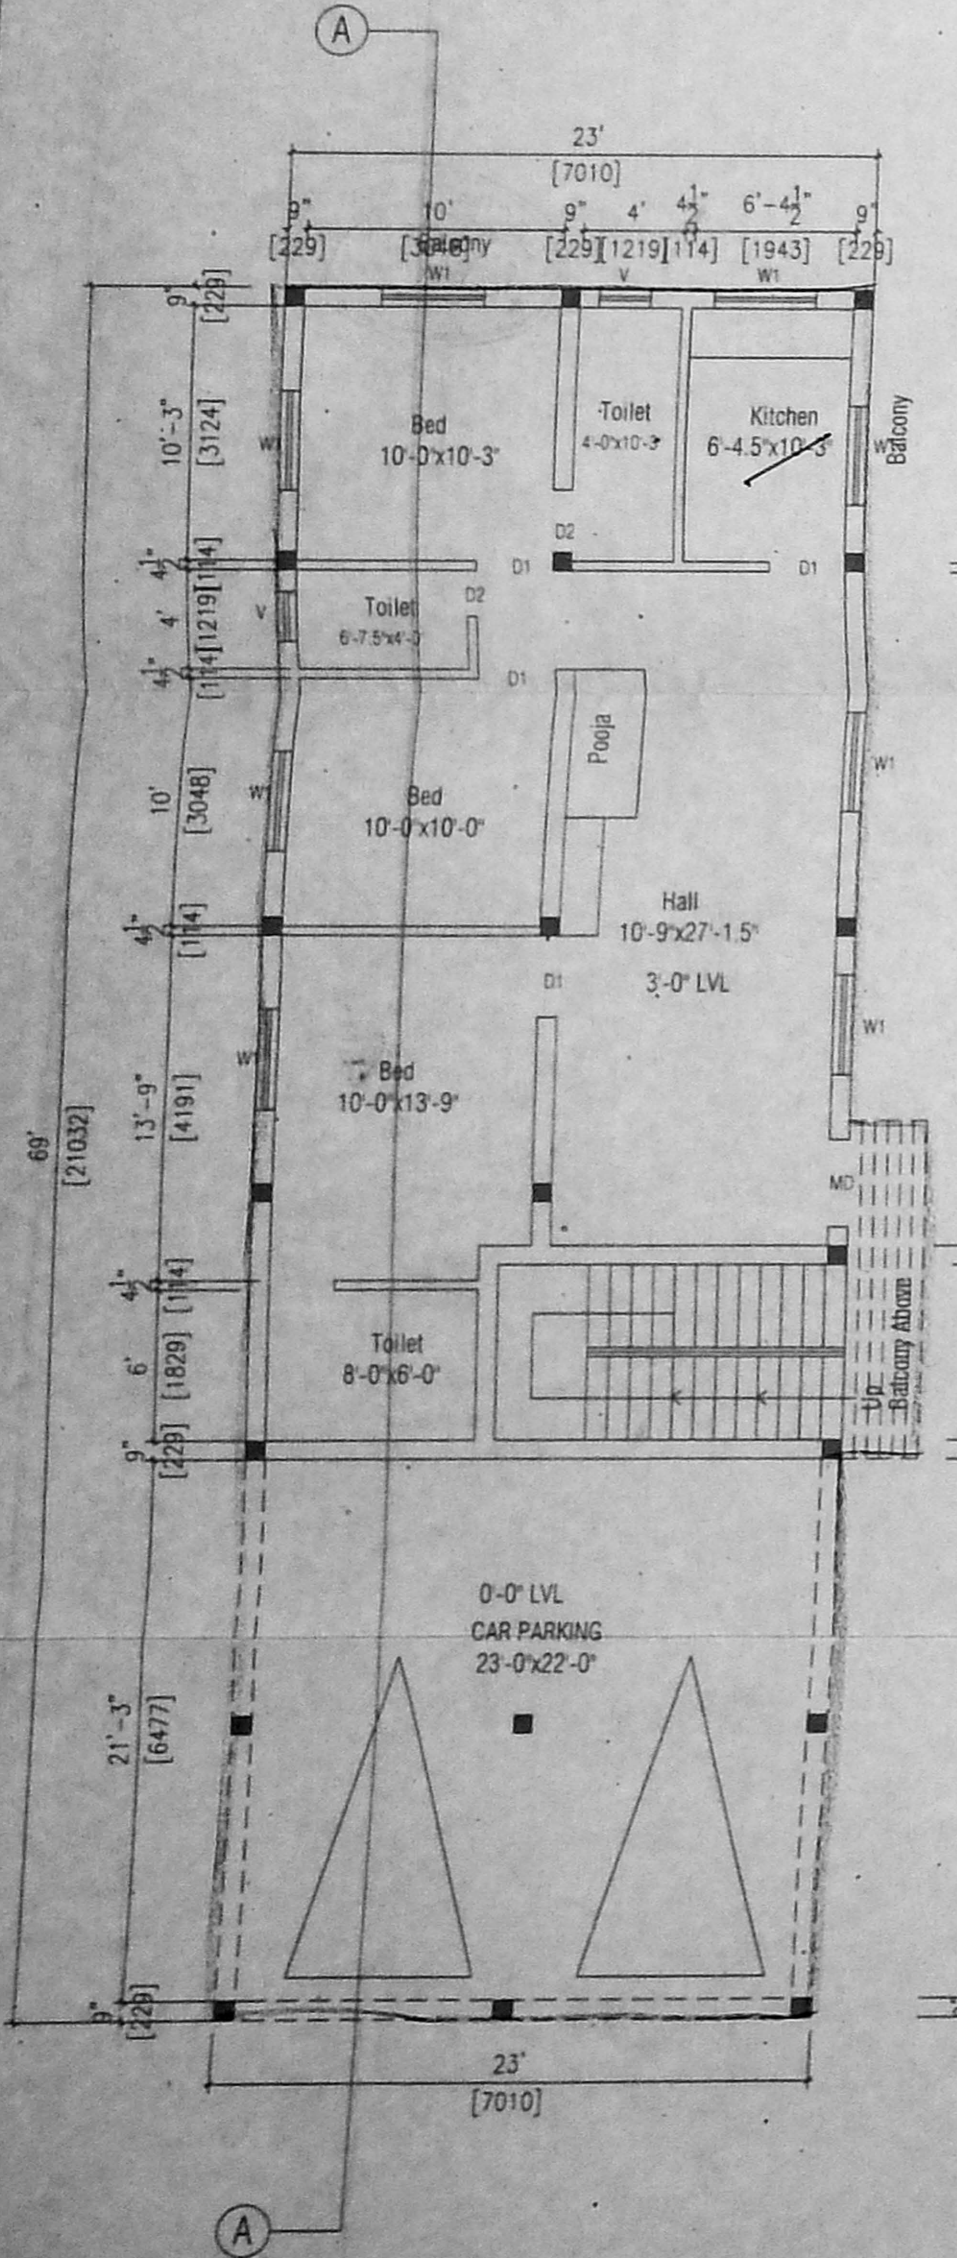 A
23'
[7010]
9" 10' 9" 4' 4½" 6'-4½" 9"
[229] [3048] [229] [1219] [114] [1943] [229]
Balcony
W1 V W1
9"
[229]
10'-3"
[3124]
W
Bed
10'-0"x10'-3"
Toilet
4'-0"x10'-3"
Kitchen
6'-4.5"x10'-3"
W
Balcony
D2
4½"
[114]
D1
D1
4'
[1219]
V
Toilet
6'-7.5"x4'-0
D2
4½"
[114]
D1
Pooja
10'
[3048]
W1
Bed
10'-0"x10'-0"
W1
Hall
10'-9"x27'-1.5"
3'-0" LVL
4½"
[114]
D1
W1
W
Bed
10'-0"x13'-9"
13'-9"
[4191]
69'
[21032]
MD
4½"
[114]
6'
[1829]
Toilet
8'-0"x6'-0"
Up
Balcony Above
9"
[229]
0'-0" LVL
CAR PARKING
23'-0"x22'-0"
21'-3"
[6477]
9"
[229]
23'
[7010]
A